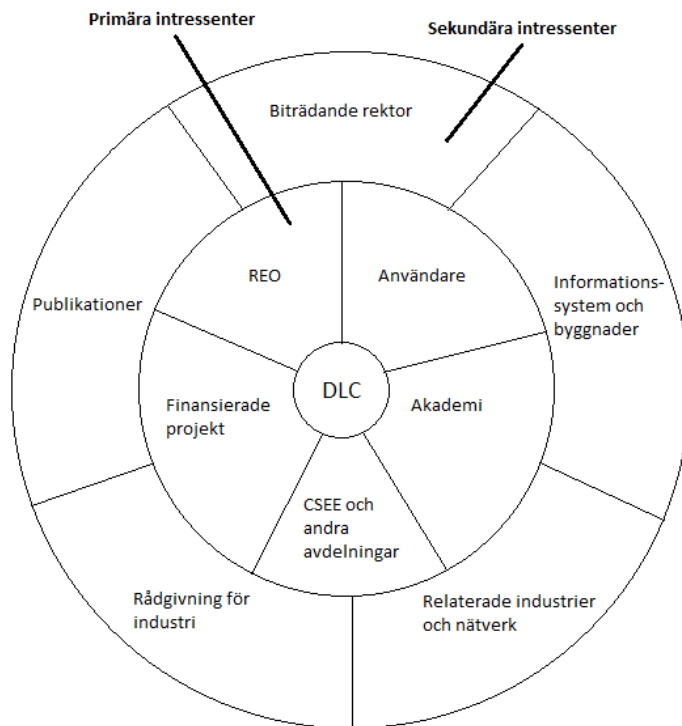 Primära intressenter
Sekundära intressenter
Biträdande rektor
REO
Användare
Informations-
system och
byggnader
Publikationer
DLC
Finansierade
projekt
Akademi
CSEE och
andra
avdelningar
Rådgivning för
industri
Relaterade industrier
och nätverk